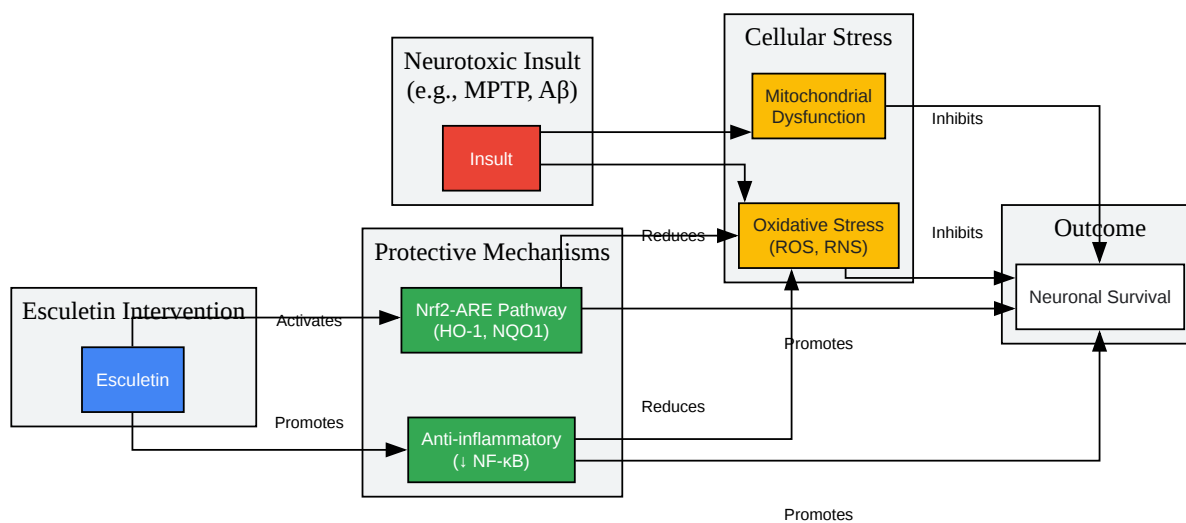 Cellular Stress
Neurotoxic Insult
(e.g., MPTP, Aβ)
Mitochondrial
Dysfunction
Inhibits
Insult
Oxidative Stress
(ROS, RNS)
Reduces
Inhibits
Outcome
Neuronal Survival
Protective Mechanisms
Esculetin Intervention
Activates
Nrf2-ARE Pathway
(HO-1, NQO1)
Promotes
Esculetin
Promotes
Reduces
Anti-inflammatory
(↓ NF-κB)
Promotes